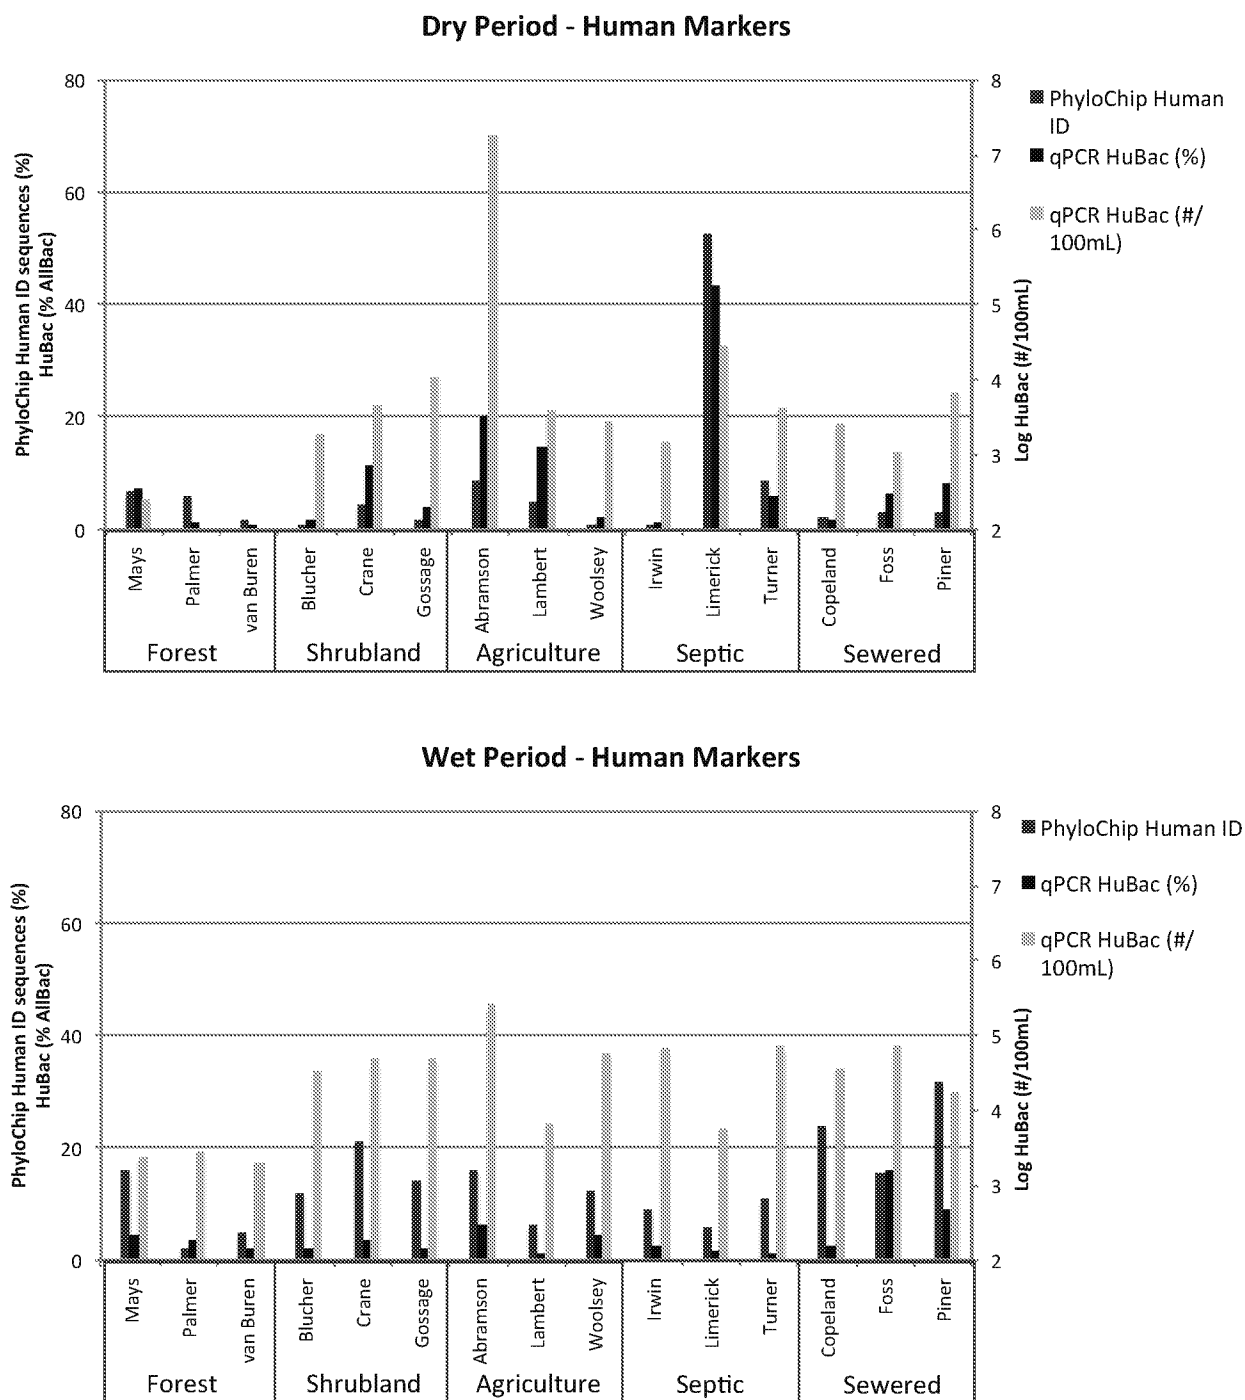 Dry Period - Human Markers
PhyloChip Human ID sequences (%)
HuBac (% AllBac)
80
60
40
20
0
8
7
6
5
4
3
2
Log HuBac (#/100mL)
PhyloChip Human
ID
qPCR HuBac (%)
qPCR HuBac (#/
100mL)
Mays
Palmer
van Buren
Blucher
Crane
Gossage
Abramson
Lambert
Woolsey
Irwin
Limerick
Turner
Copeland
Foss
Piner
Forest
Shrubland
Agriculture
Septic
Sewered
Wet Period - Human Markers
PhyloChip Human ID sequences (%)
HuBac (% AllBac)
80
60
40
20
0
8
7
6
5
4
3
2
Log HuBac (#/100mL)
PhyloChip Human ID
qPCR HuBac (%)
qPCR HuBac (#/
100mL)
Mays
Palmer
van Buren
Blucher
Crane
Gossage
Abramson
Lambert
Woolsey
Irwin
Limerick
Turner
Copeland
Foss
Piner
Forest
Shrubland
Agriculture
Septic
Sewered